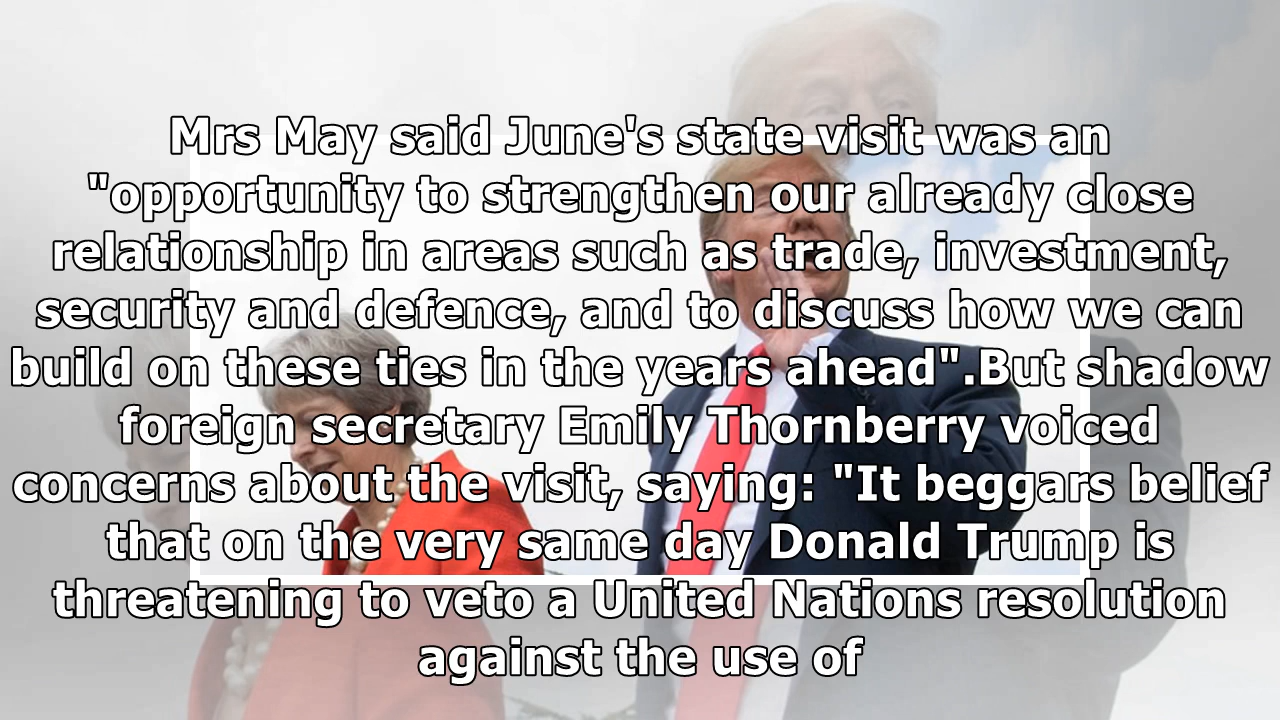 Mrs May said June's state visit was an
"opportunity to strengthen our already close
relationship in areas such as trade, investment,
security and defence, and to discuss how we can
build on these ties in the years ahead".But shadow
foreign secretary Emily Thornberry voiced
concerns about the visit, saying: "It beggars belief
that on the very same day Donald Trump is
threatening to veto a United Nations resolution
against the use of